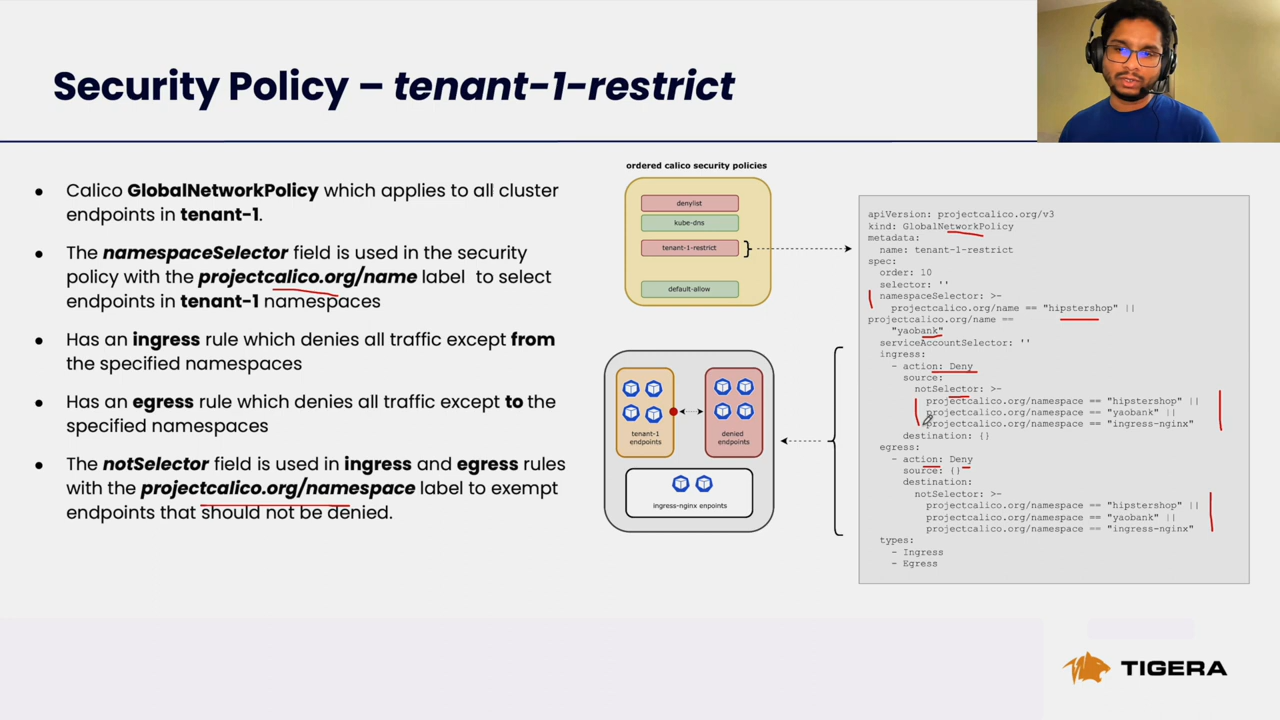 Security Policy – tenant-1-restrict
● Calico GlobalNetworkPolicy which applies to all cluster
endpoints in tenant-1.
● The namespaceSelector field is used in the security
policy with the projectcalico.org/name label to select
endpoints in tenant-1 namespaces
● Has an ingress rule which denies all traffic except from
the specified namespaces
● Has an egress rule which denies all traffic except to the
specified namespaces
● The notSelector field is used in ingress and egress rules
with the projectcalico.org/namespace label to exempt
endpoints that should not be denied.
ordered calico security policies
denylist
kube-dns
tenant-1-restrict
default-allow
tenant-1
endpoints
denied
endpoints
ingress-nginx enpoints
apiVersion: projectcalico.org/v3
kind: GlobalNetworkPolicy
metadata:
name: tenant-1-restrict
spec:
order: 10
selector: ''
namespaceSelector: >-
projectcalico.org/name == "hipstershop" ||
projectcalico.org/name ==
"yaobank"
serviceAccountSelector: ''
ingress:
- action: Deny
source:
notSelector: >-
projectcalico.org/namespace == "hipstershop" ||
projectcalico.org/namespace == "yaobank" ||
projectcalico.org/namespace == "ingress-nginx"
destination: {}
egress:
- action: Deny
source: {}
destination:
notSelector: >-
projectcalico.org/namespace == "hipstershop" ||
projectcalico.org/namespace == "yaobank" ||
projectcalico.org/namespace == "ingress-nginx"
types:
- Ingress
- Egress
TIGERA